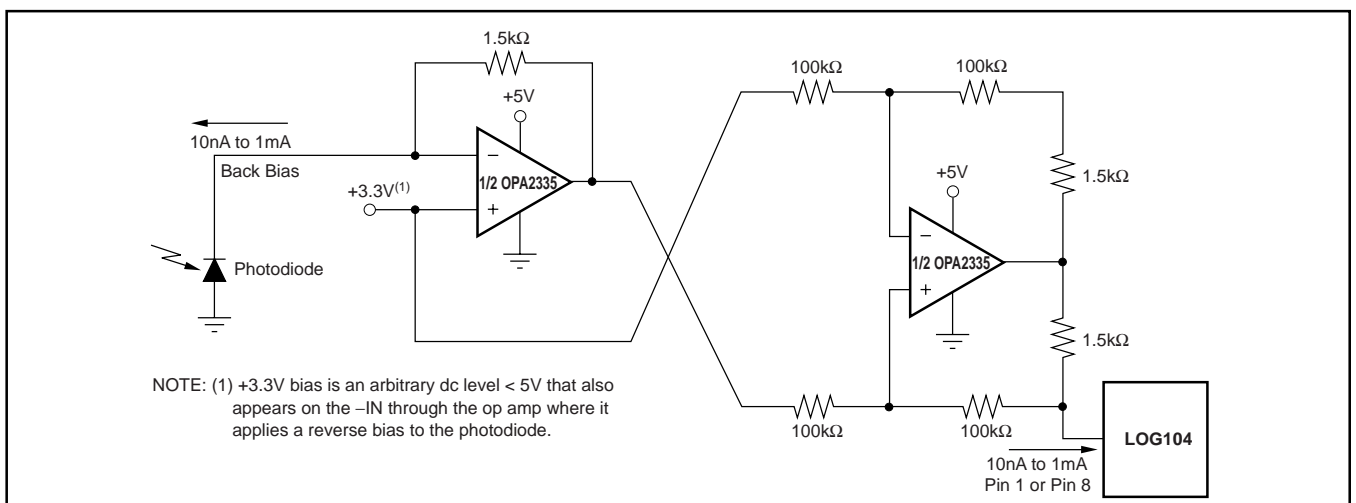 1.5kΩ
+5V
10nA to 1mA
Back Bias
+3.3V(1)
−
+
1/2 OPA2335
Photodiode
100kΩ
100kΩ
1.5kΩ
+5V
−
+
1/2 OPA2335
1.5kΩ
100kΩ
100kΩ
LOG104
10nA to 1mA
Pin 1 or Pin 8
NOTE: (1) +3.3V bias is an arbitrary dc level < 5V that also
appears on the −IN through the op amp where it
applies a reverse bias to the photodiode.